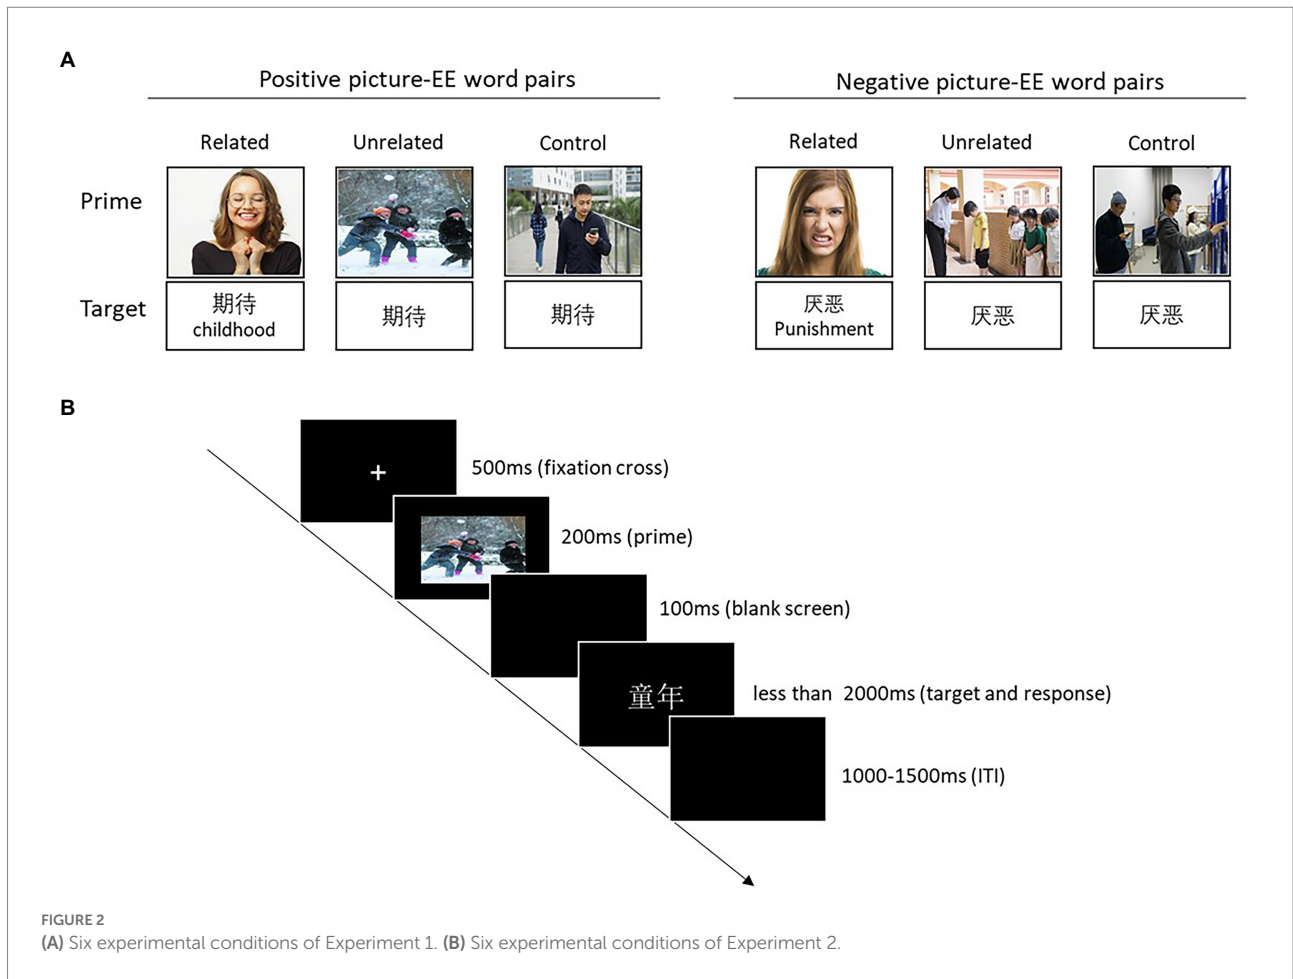 A
Positive picture-EE word pairs
Negative picture-EE word pairs
Related
Unrelated
Control
Related
Unrelated
Control
Prime
Target
期待
childhood
期待
期待
厌恶
Punishment
厌恶
厌恶
B
+
500ms (fixation cross)
200ms (prime)
100ms (blank screen)
童年
less than 2000ms (target and response)
1000-1500ms (ITI)
FIGURE 2
(A) Six experimental conditions of Experiment 1. (B) Six experimental conditions of Experiment 2.